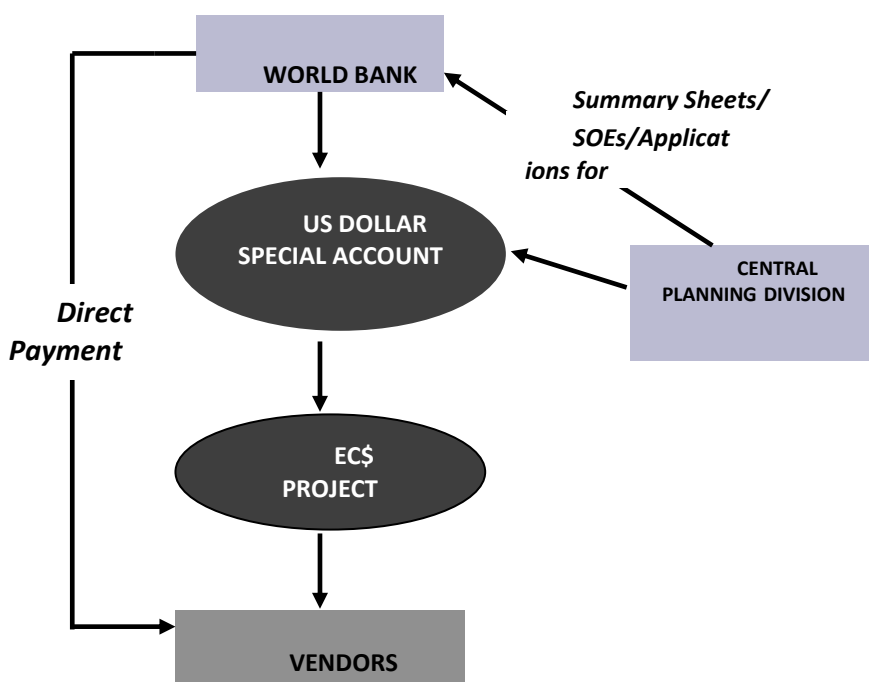 WORLD BANK
Summary Sheets/
SOEs/Applicat
ions for
US DOLLAR
SPECIAL ACCOUNT
CENTRAL
PLANNING DIVISION
Direct
Payment
EC$
PROJECT
VENDORS